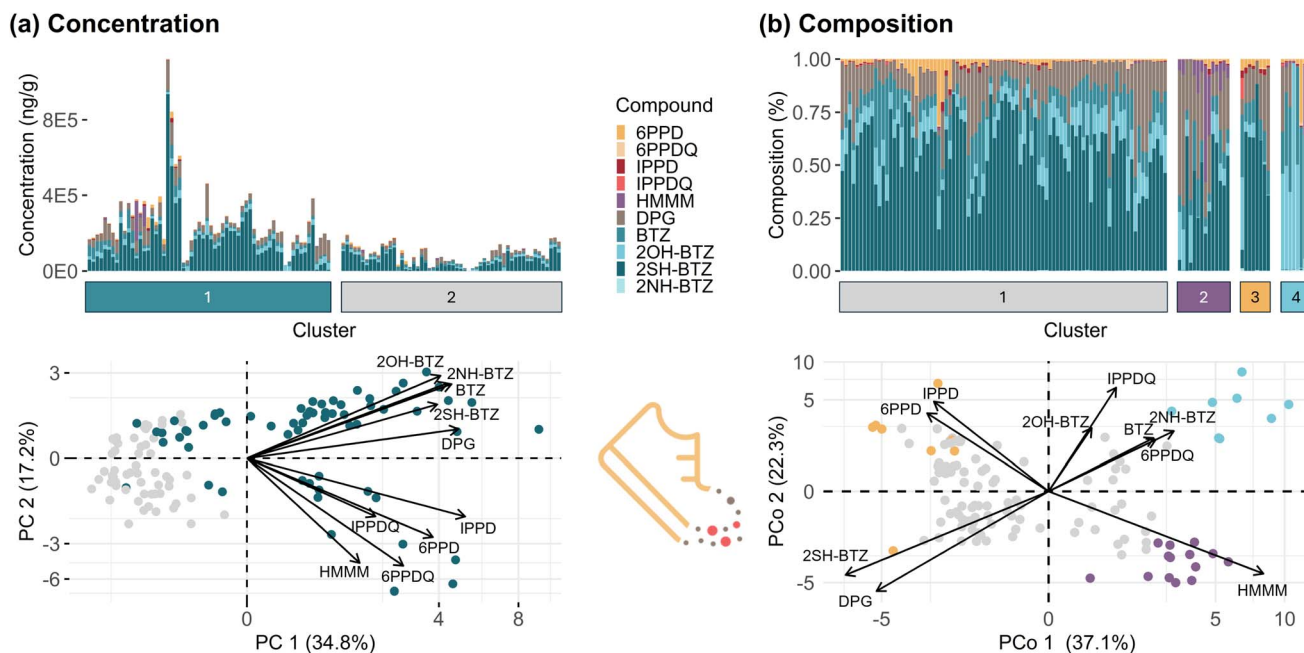 (a) Concentration
Concentration (ng/g)
8E5
4E5
0E0
1
2
Cluster
Compound
6PPD
6PPDQ
IPPD
IPPDQ
HMMM
DPG
BTZ
2OH-BTZ
2SH-BTZ
2NH-BTZ
PC 2 (17.2%)
3
0
-3
-6
2OH-BTZ
2NH-BTZ
BTZ
2SH-BTZ
DPG
IPPDQ
IPPD
6PPD
HMMM
6PPDQ
0
4
8
PC 1 (34.8%)
(b) Composition
Composition (%)
1.00
0.75
0.50
0.25
0.00
1
2
3
4
Cluster
PCo 2 (22.3%)
10
5
0
-5
IPPD
6PPD
IPPDQ
2OH-BTZ
2NH-BTZ
BTZ
6PPDQ
2SH-BTZ
DPG
HMMM
-5
0
5
10
PCo 1 (37.1%)